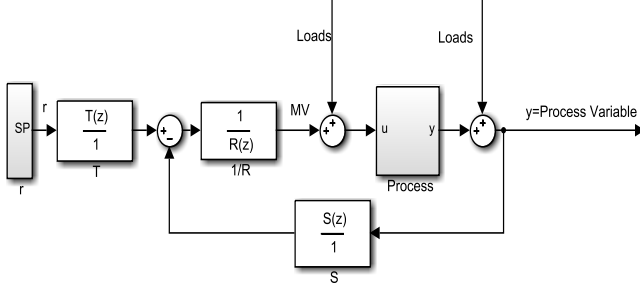 Loads
Loads
SP
r
r
T(z)
1
T
+
-
1
R(z)
1/R
MV
+
+
u
y
Process
+
+
y=Process Variable
S(z)
1
S